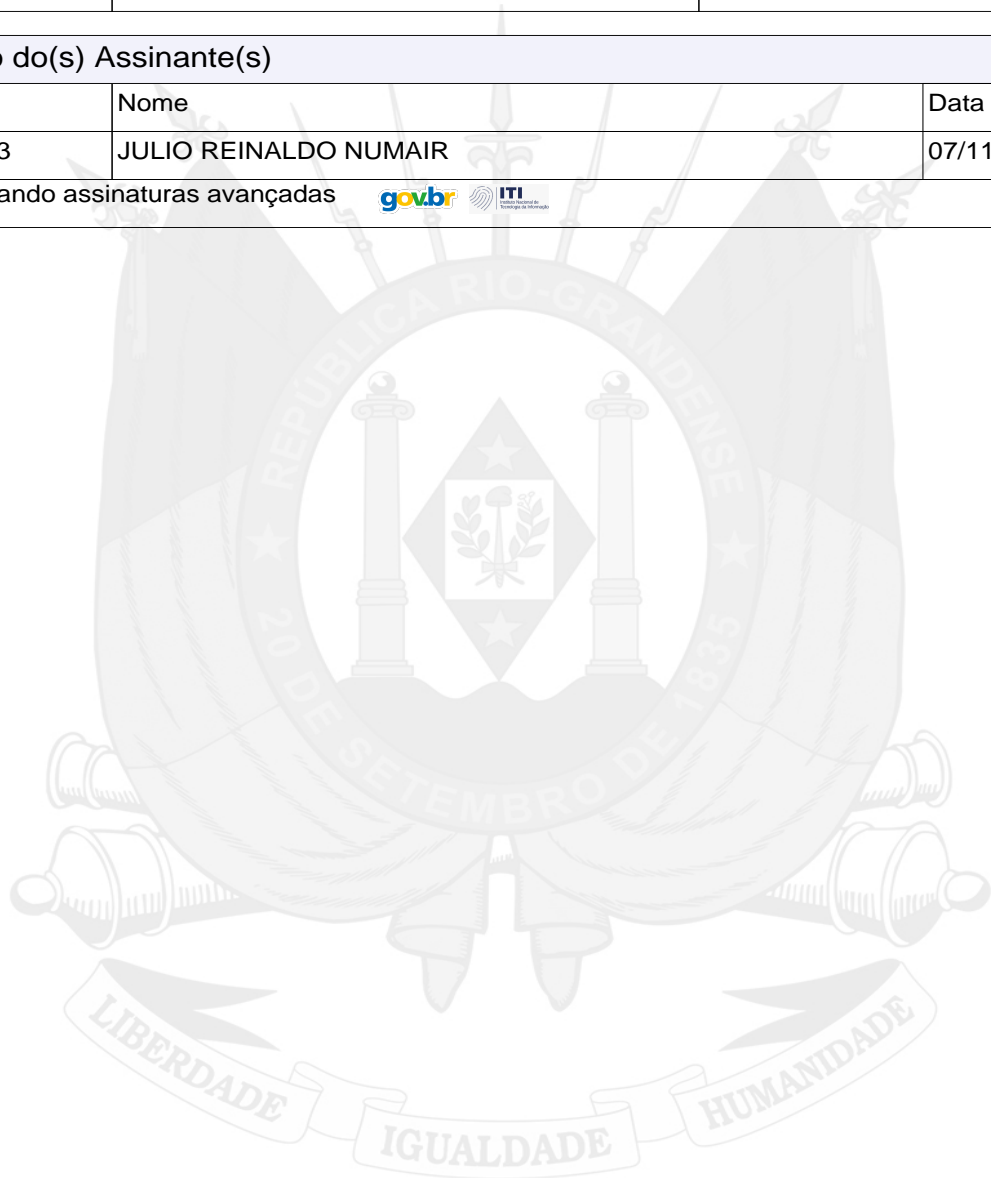 o do(s) Assinante(s)
Nome Data
3 JULIO REINALDO NUMAIR 07/11
ando assinaturas avançadas gov.br ITI
REPÚBLICA RIO-GRANDENSE
20 DE SETEMBRO DE 1835
LIBERDADE IGUALDADE HUMANIDADE